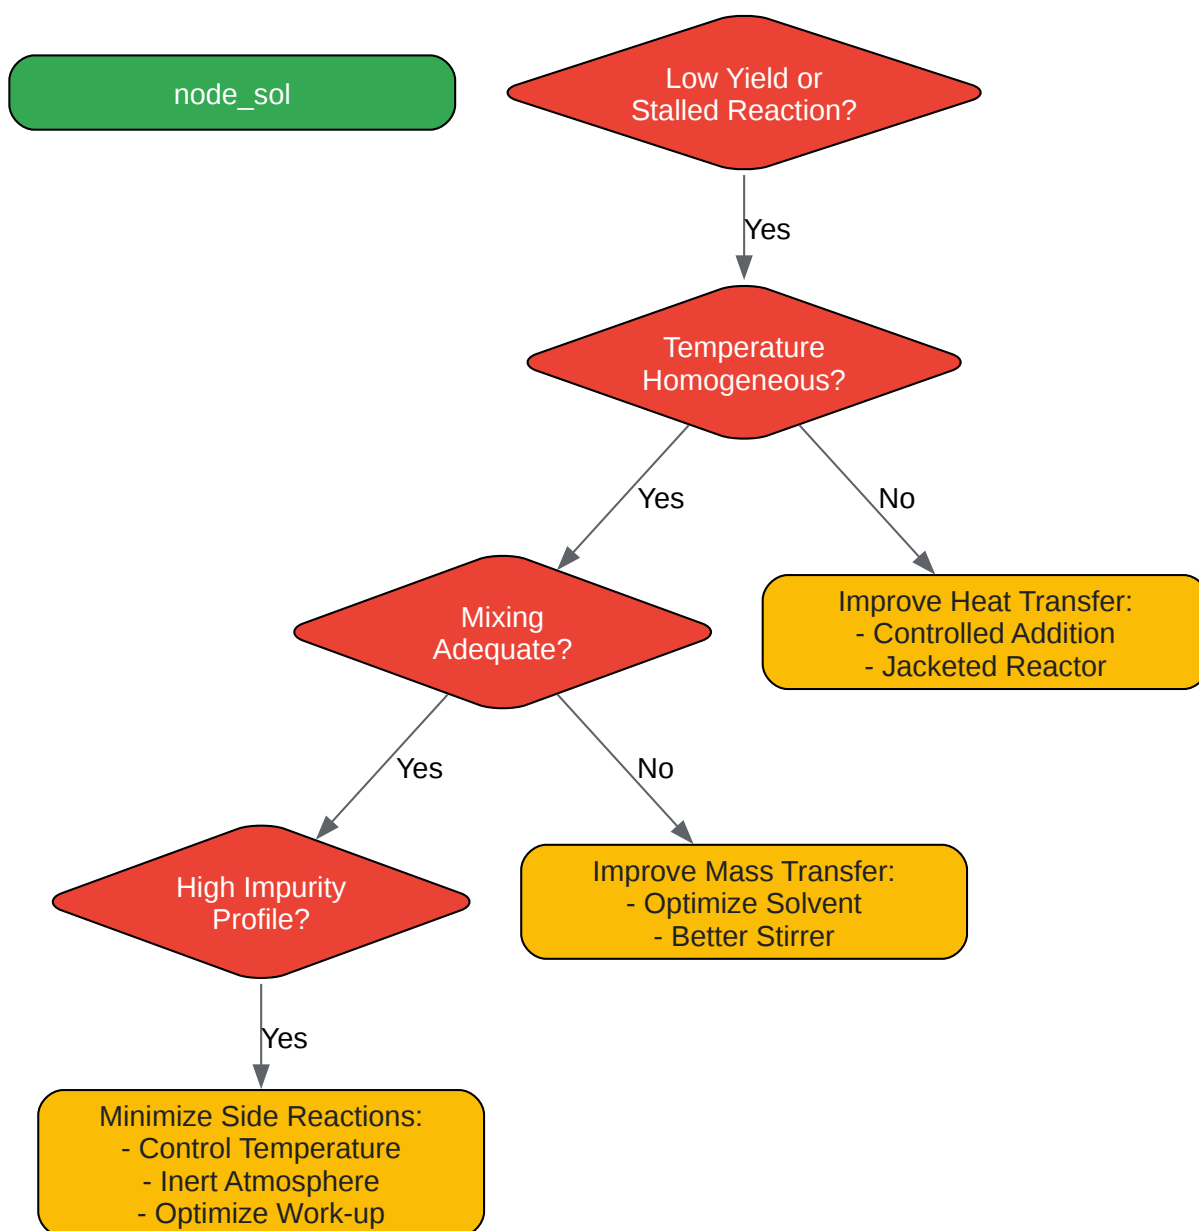 node_sol
Low Yield or
Stalled Reaction?
Yes
Temperature
Homogeneous?
Yes
No
Mixing
Adequate?
Improve Heat Transfer:
- Controlled Addition
- Jacketed Reactor
Yes
No
High Impurity
Profile?
Improve Mass Transfer:
- Optimize Solvent
- Better Stirrer
Yes
Minimize Side Reactions:
- Control Temperature
- Inert Atmosphere
- Optimize Work-up